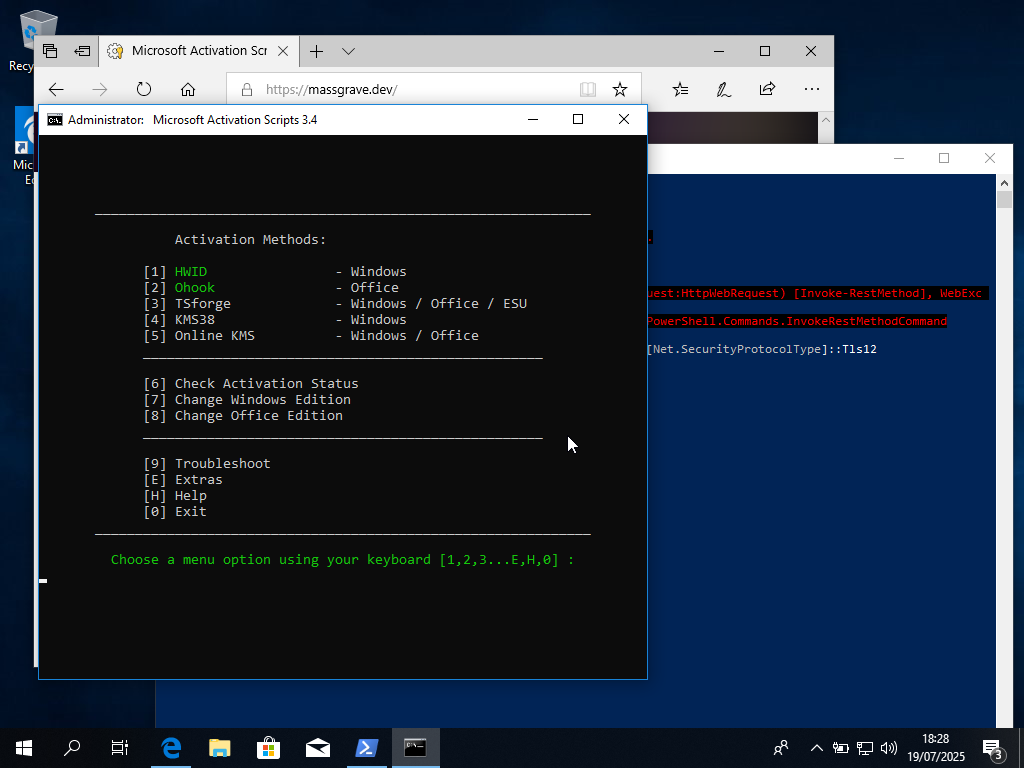 Recy
Mic
Ec
Microsoft Activation Scr
https://massgrave.dev/
Administrator: Microsoft Activation Scripts 3.4
Activation Methods:
[1] HWID - Windows
[2] Ohook - Office
[3] TSforge - Windows / Office / ESU
[4] KMS38 - Windows
[5] Online KMS - Windows / Office
[6] Check Activation Status
[7] Change Windows Edition
[8] Change Office Edition
[9] Troubleshoot
[E] Extras
[H] Help
[0] Exit
Choose a menu option using your keyboard [1,2,3...E,H,0] :
uest:HttpWebRequest) [Invoke-RestMethod], WebExc
PowerShell.Commands.InvokeRestMethodCommand
[Net.SecurityProtocolType]::Tls12
18:28
19/07/2025
3